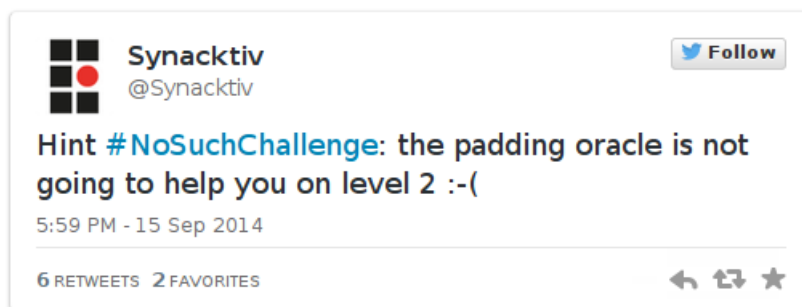 Synacktiv
@Synacktiv
Follow
Hint #NoSuchChallenge: the padding oracle is not
going to help you on level 2 :-(
5:59 PM - 15 Sep 2014
6 RETWEETS 2 FAVORITES